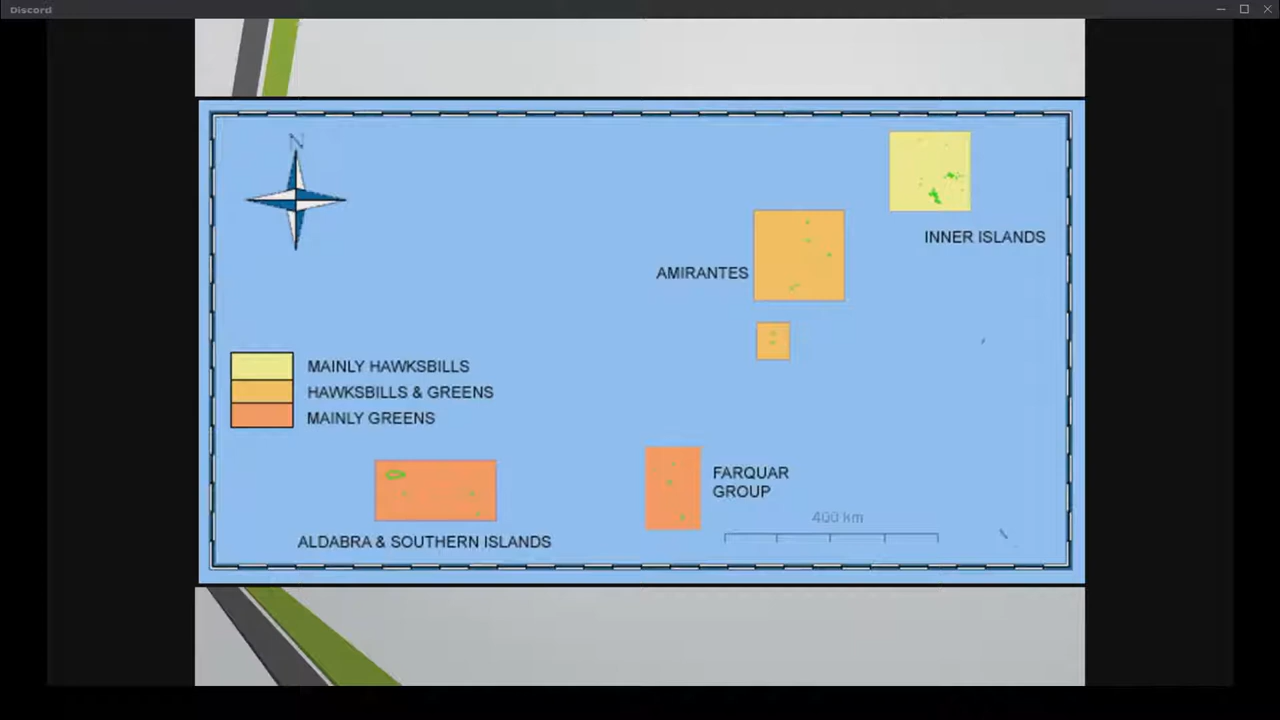 Discord
N
INNER ISLANDS
AMIRANTES
MAINLY HAWKSBILLS
HAWKSBILLS & GREENS
MAINLY GREENS
FARQUAR
GROUP
400 km
ALDABRA & SOUTHERN ISLANDS